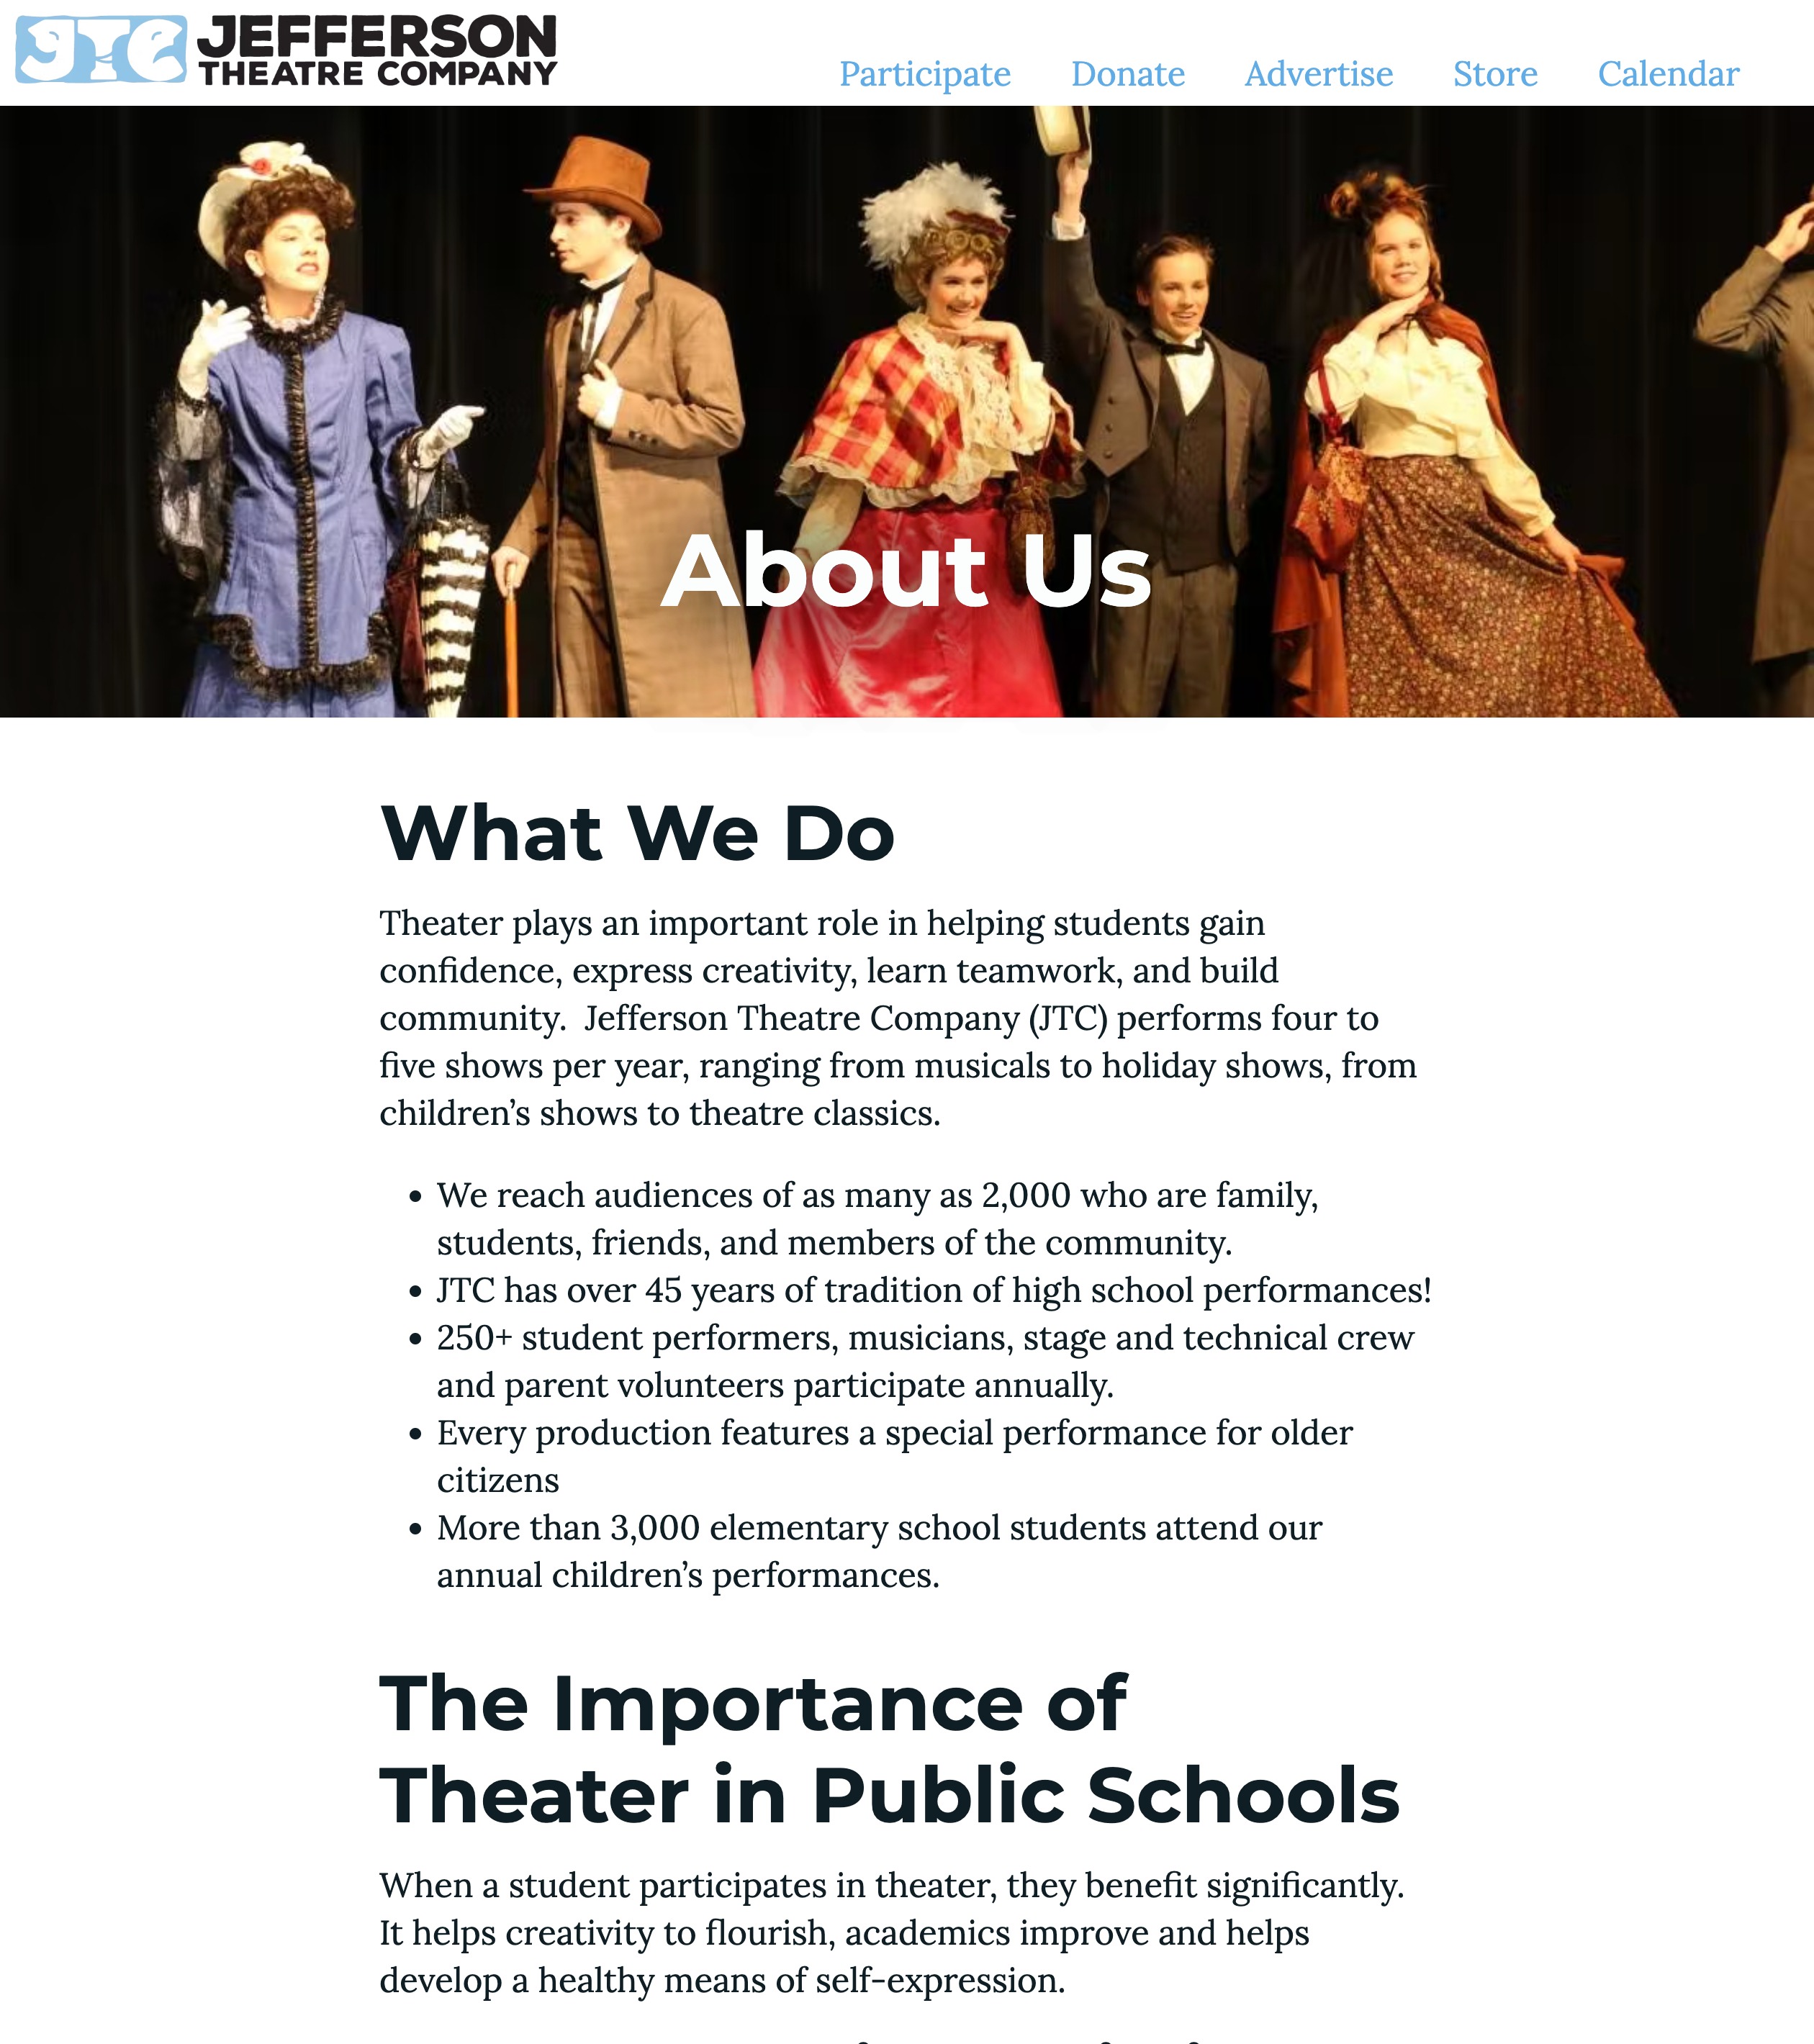 JTC JEFFERSON
THEATRE COMPANY
Participate Donate Advertise Store Calendar
About Us
What We Do
Theater plays an important role in helping students gain
confidence, express creativity, learn teamwork, and build
community.  Jefferson Theatre Company (JTC) performs four to
five shows per year, ranging from musicals to holiday shows, from
children’s shows to theatre classics.
• We reach audiences of as many as 2,000 who are family,
students, friends, and members of the community.
• JTC has over 45 years of tradition of high school performances!
• 250+ student performers, musicians, stage and technical crew
and parent volunteers participate annually.
• Every production features a special performance for older
citizens
• More than 3,000 elementary school students attend our
annual children’s performances.
The Importance of
Theater in Public Schools
When a student participates in theater, they benefit significantly.
It helps creativity to flourish, academics improve and helps
develop a healthy means of self-expression.